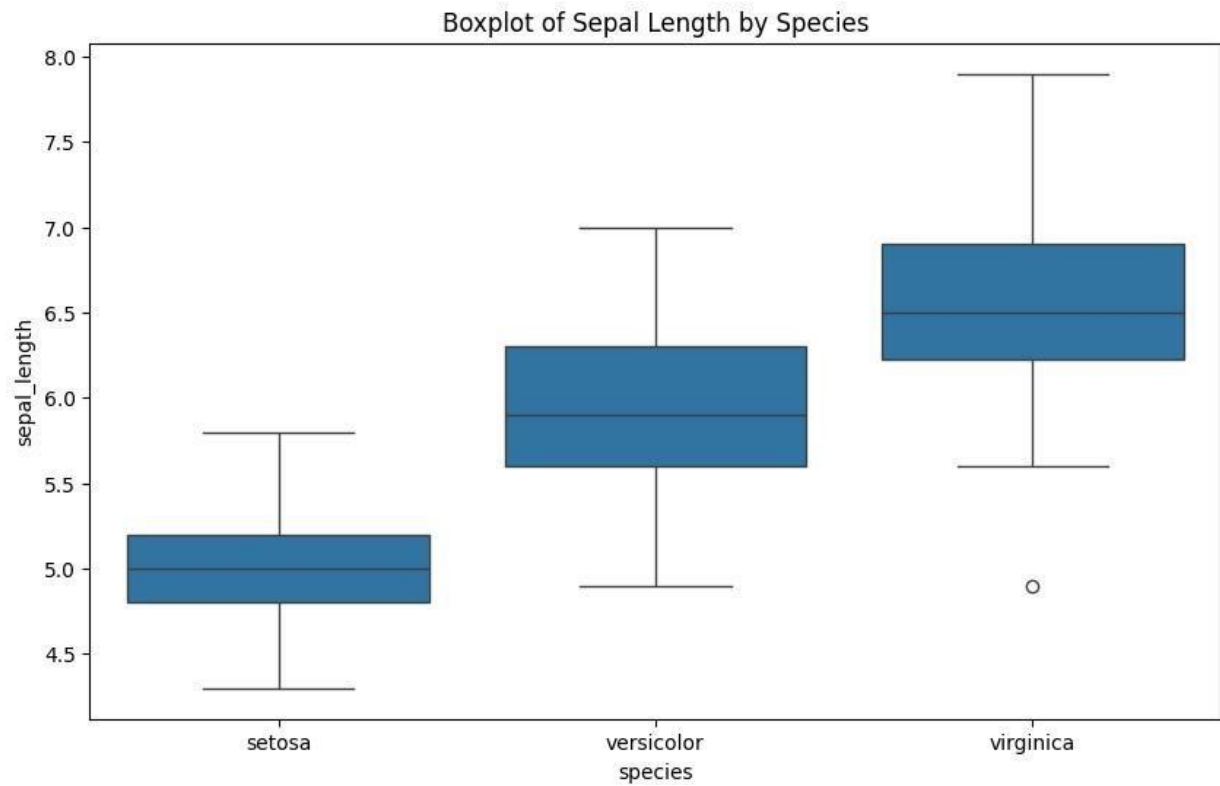 Boxplot of Sepal Length by Species
8.0
7.5
7.0
6.5
6.0
5.5
5.0
4.5
sepal_length
setosa
versicolor
virginica
species